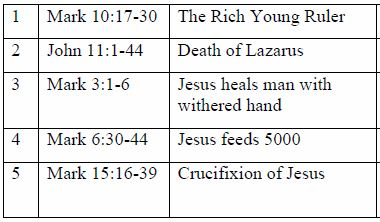 1 Mark 10:17-30 The Rich Young Ruler
2 John 11:1-44 Death of Lazarus
3 Mark 3:1-6 Jesus heals man with
withered hand
4 Mark 6:30-44 Jesus feeds 5000
5 Mark 15:16-39 Crucifixion of Jesus